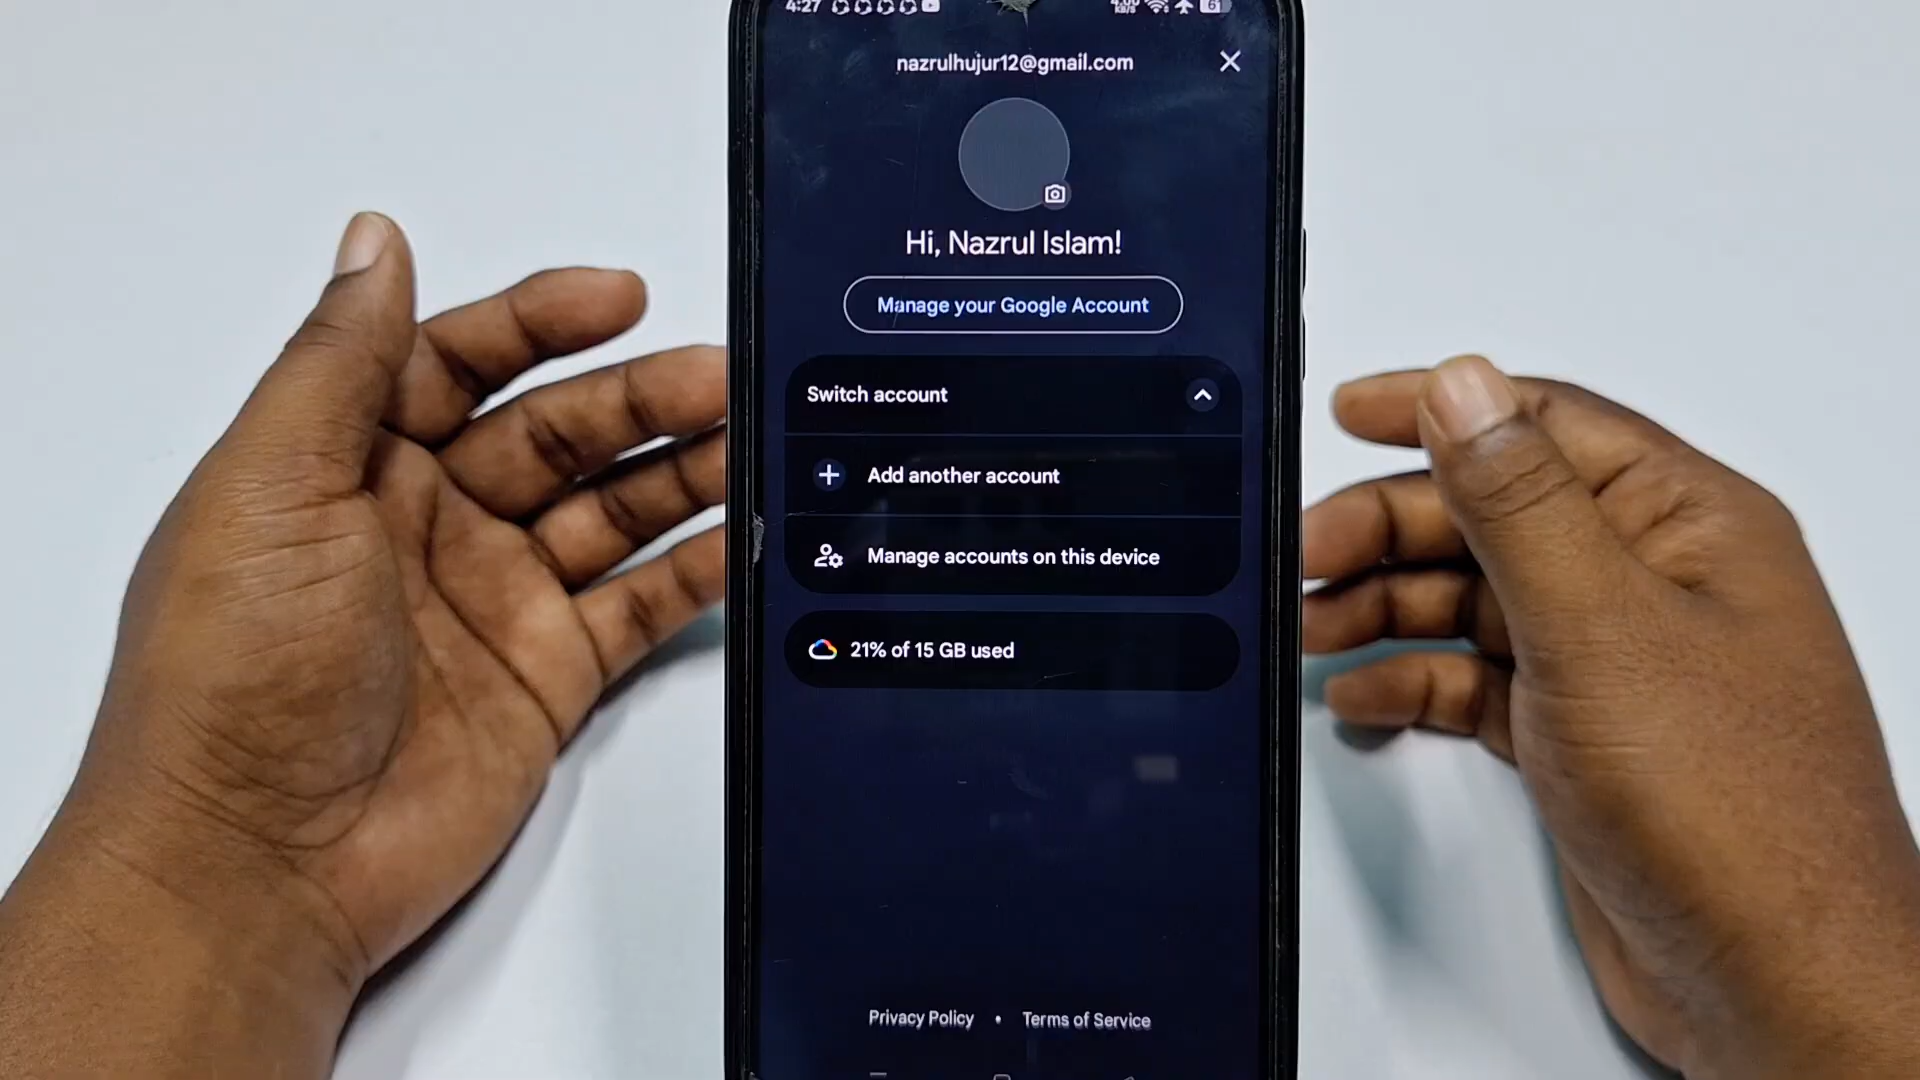 4:27
nazrulhujur12@gmail.com
Hi, Nazrul Islam!
Manage your Google Account
Switch account
Add another account
Manage accounts on this device
21% of 15 GB used
Privacy Policy • Terms of Service